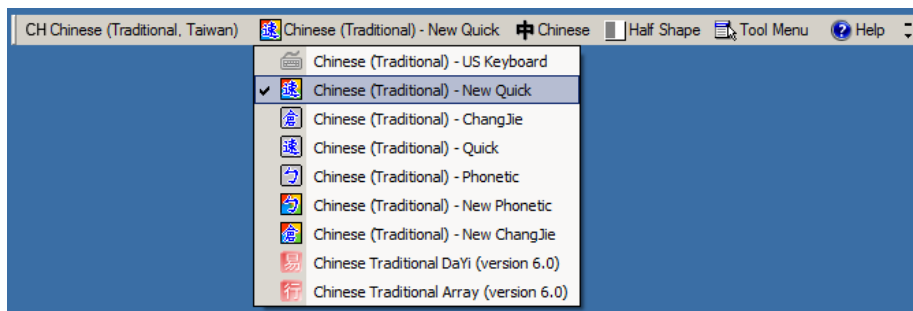 CH Chinese (Traditional, Taiwan) 速 Chinese (Traditional) - New Quick 中 Chinese Half Shape Tool Menu ? Help
Chinese (Traditional) - US Keyboard
速 Chinese (Traditional) - New Quick
倉 Chinese (Traditional) - ChangJie
速 Chinese (Traditional) - Quick
ㄅ Chinese (Traditional) - Phonetic
ㄅ Chinese (Traditional) - New Phonetic
倉 Chinese (Traditional) - New ChangJie
易 Chinese Traditional DaYi (version 6.0)
行 Chinese Traditional Array (version 6.0)